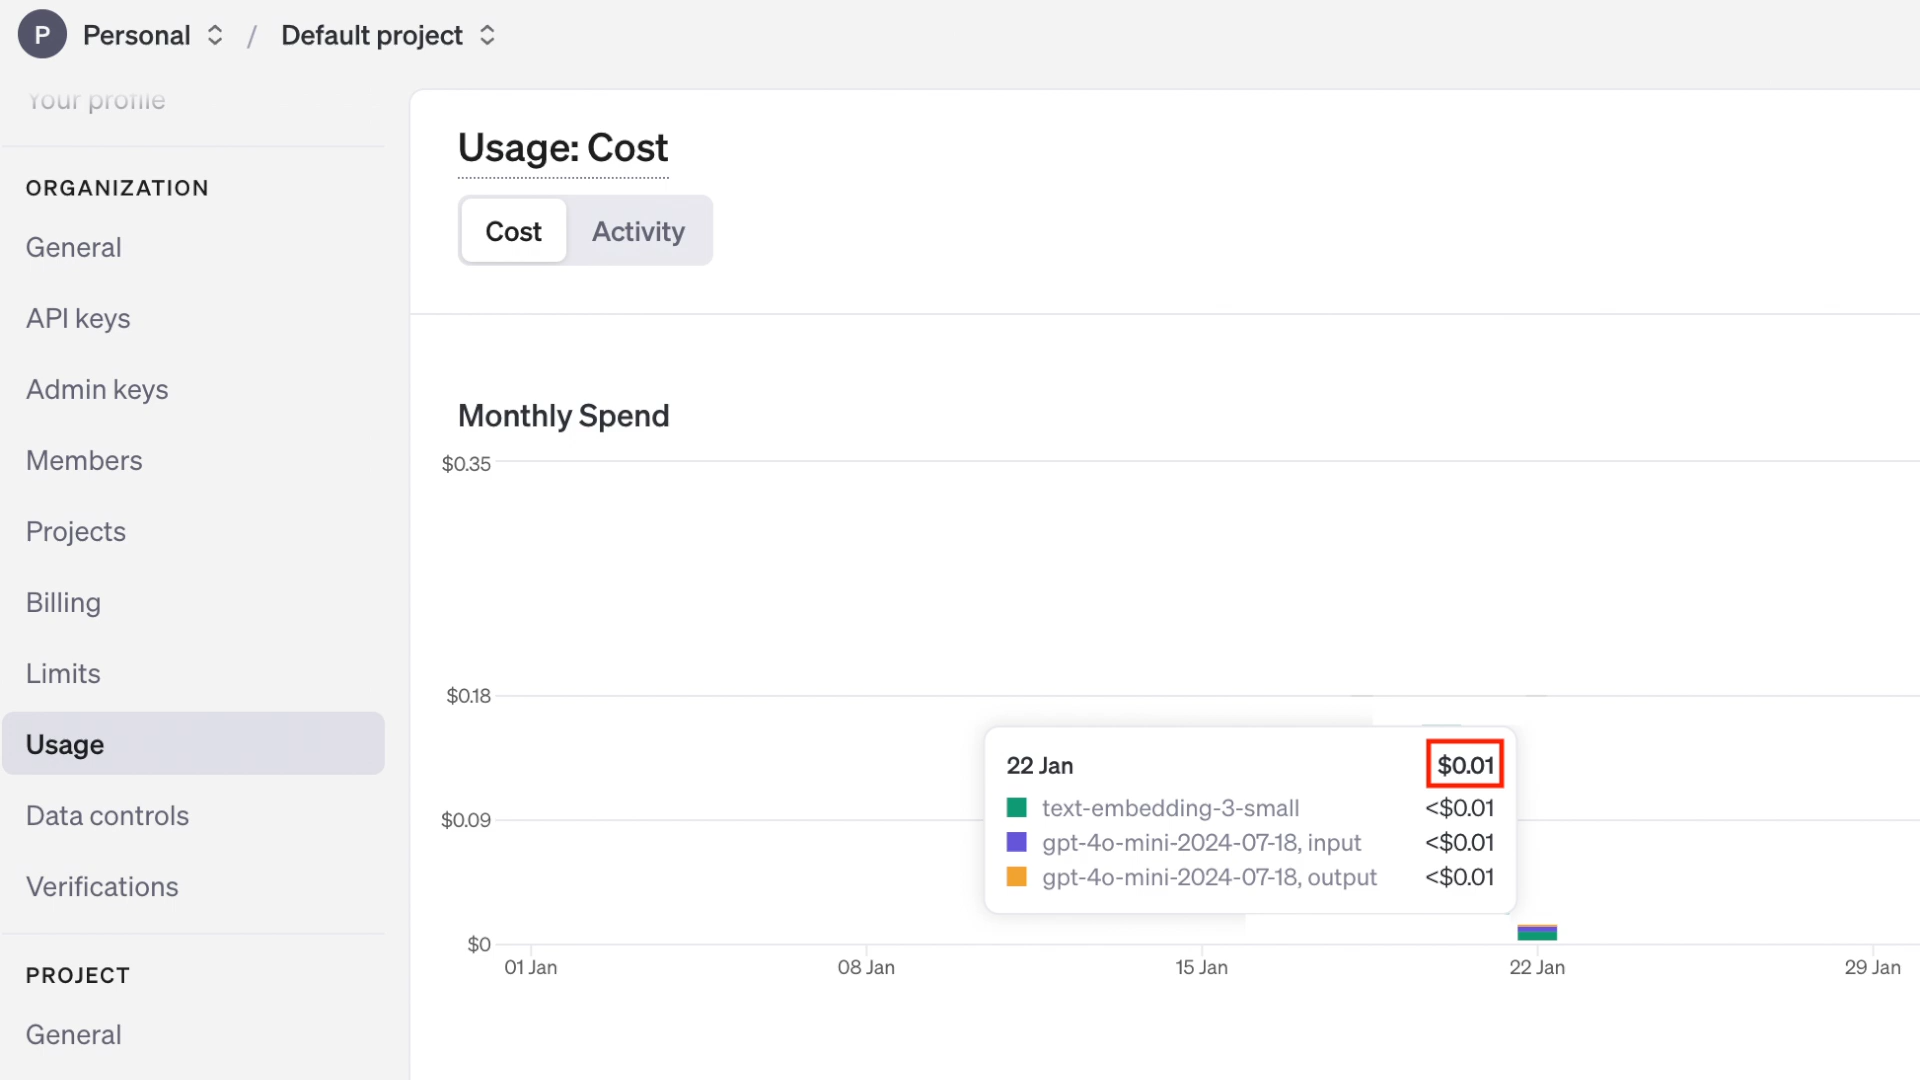 P Personal / Default project
Your profile
ORGANIZATION
General
API keys
Admin keys
Members
Projects
Billing
Limits
Usage
Data controls
Verifications
PROJECT
General
Usage: Cost
Cost Activity
Monthly Spend
$0.35
$0.18
$0.09
$0
22 Jan $0.01
text-embedding-3-small <$0.01
gpt-4o-mini-2024-07-18, input <$0.01
gpt-4o-mini-2024-07-18, output <$0.01
01 Jan 08 Jan 15 Jan 22 Jan 29 Jan